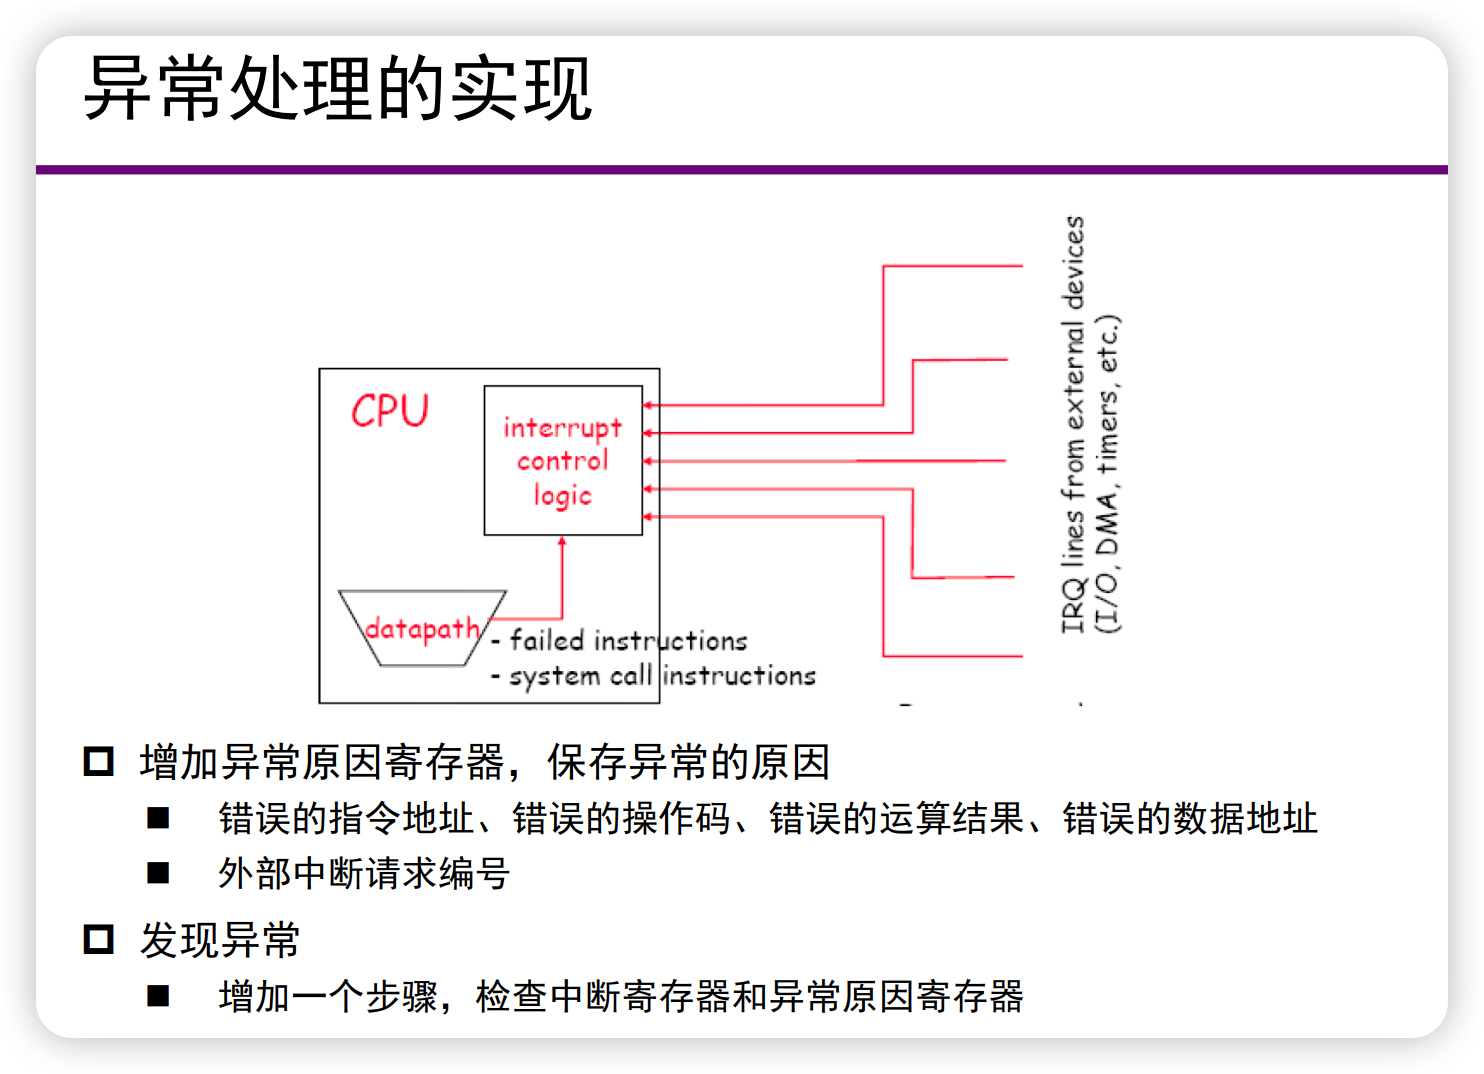 异常处理的实现
IRQ lines from external devices
(I/O, DMA, timers, etc.)
CPU
interrupt
control
logic
datapath
- failed instructions
- system call instructions
增加异常原因寄存器，保存异常的原因
错误的指令地址、错误的操作码、错误的运算结果、错误的数据地址
外部中断请求编号
发现异常
增加一个步骤，检查中断寄存器和异常原因寄存器